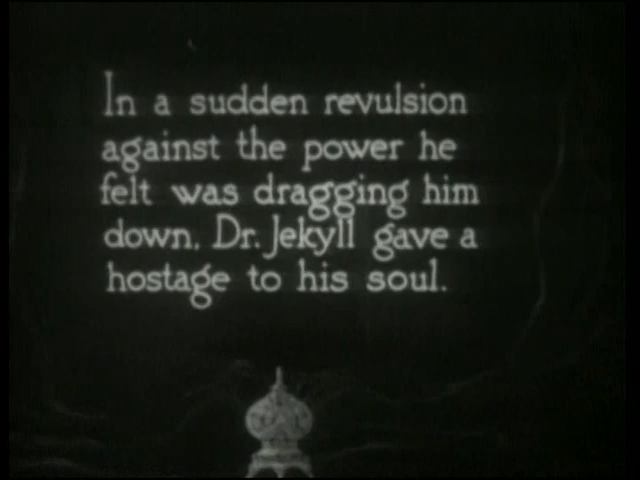 In a sudden revulsion
against the power he
felt was dragging him
down, Dr. Jekyll gave a
hostage to his soul.